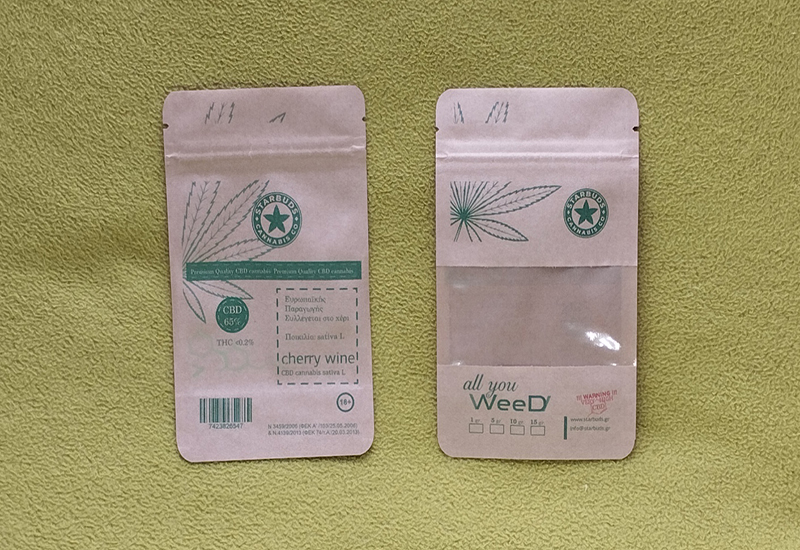 STARBUDS
CANNABIS CO
Premium Quality CBD cannabis Premium Quality CBD cannabis
CBD
65%
THC <0.2%
Ευρωπαϊκής
Παραγωγής
Συλλέγεται στο χέρι
Ποικιλία: sativa L
cherry wine
CBD cannabis sativa L
18+
7423826547
STARBUDS
CANNABIS CO
all you
WeeD
1 gr 5 gr 10 gr 15 gr
!!! WARNING !!!
CBD!
www.starbuds.gr
info@starbuds.gr